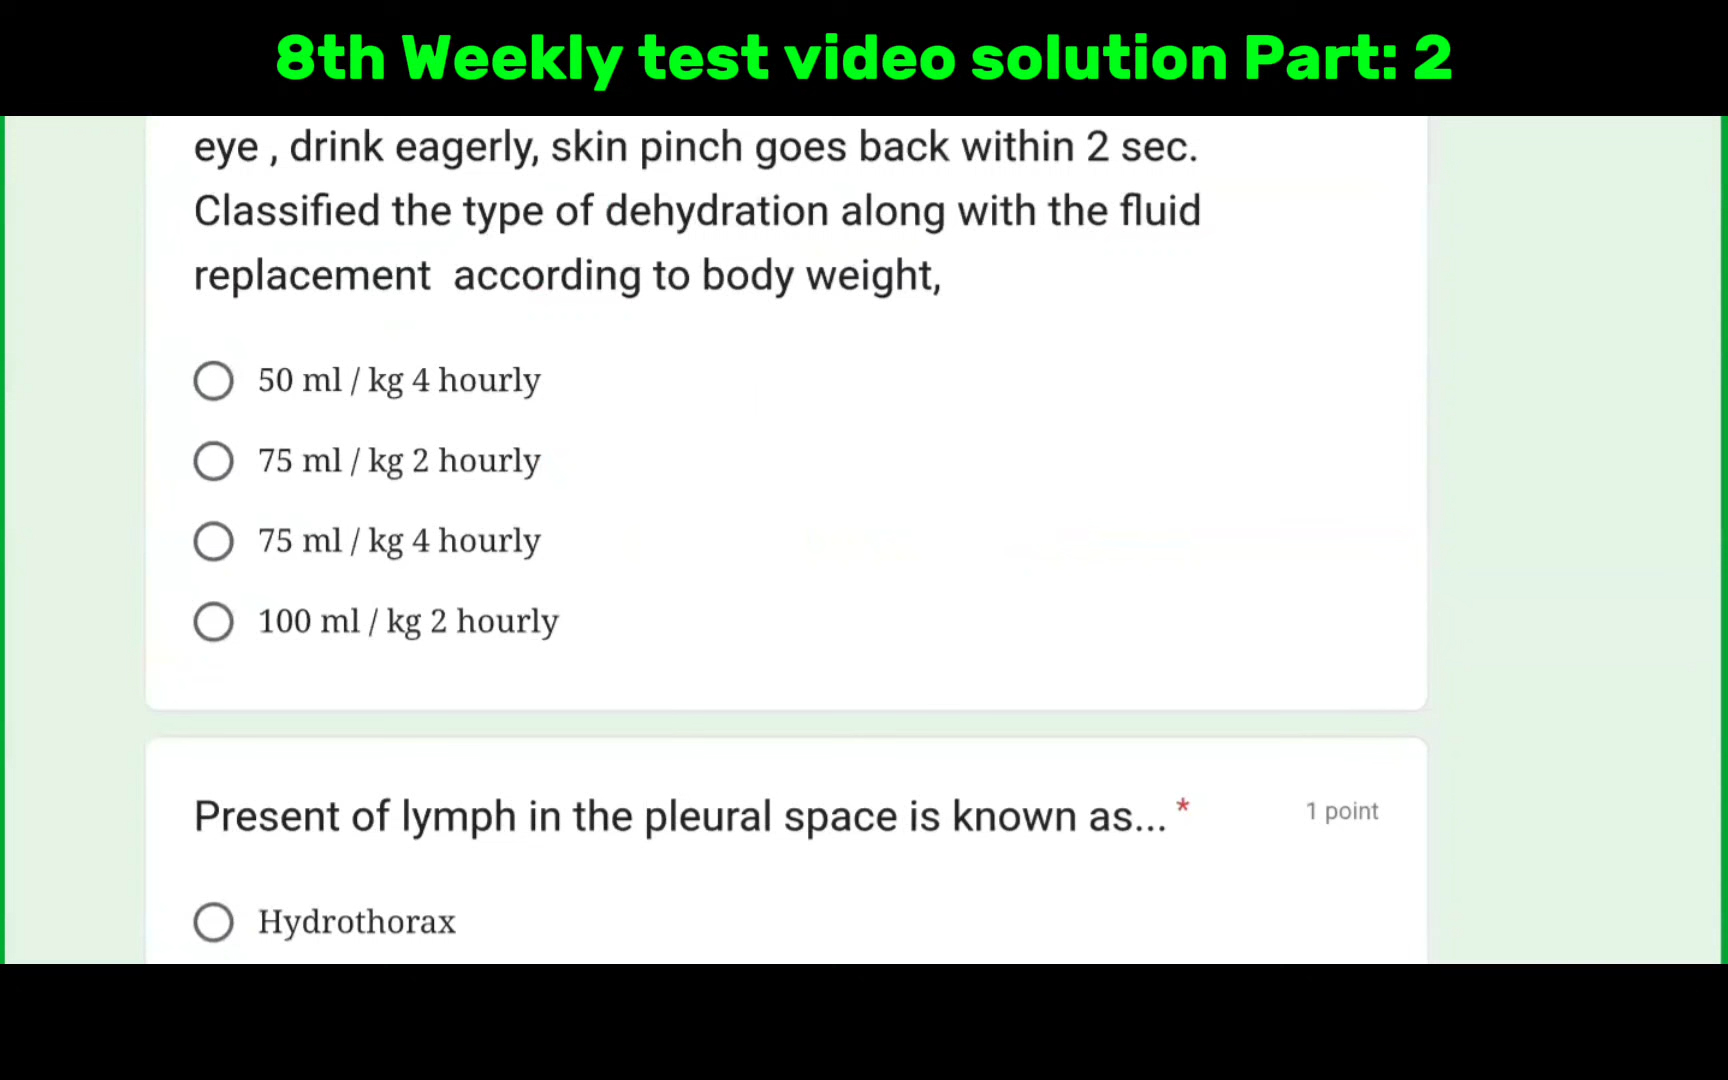 8th Weekly test video solution Part: 2
eye , drink eagerly, skin pinch goes back within 2 sec.
Classified the type of dehydration along with the fluid
replacement  according to body weight,
50 ml / kg 4 hourly
75 ml / kg 2 hourly
75 ml / kg 4 hourly
100 ml / kg 2 hourly
Present of lymph in the pleural space is known as... *
1 point
Hydrothorax